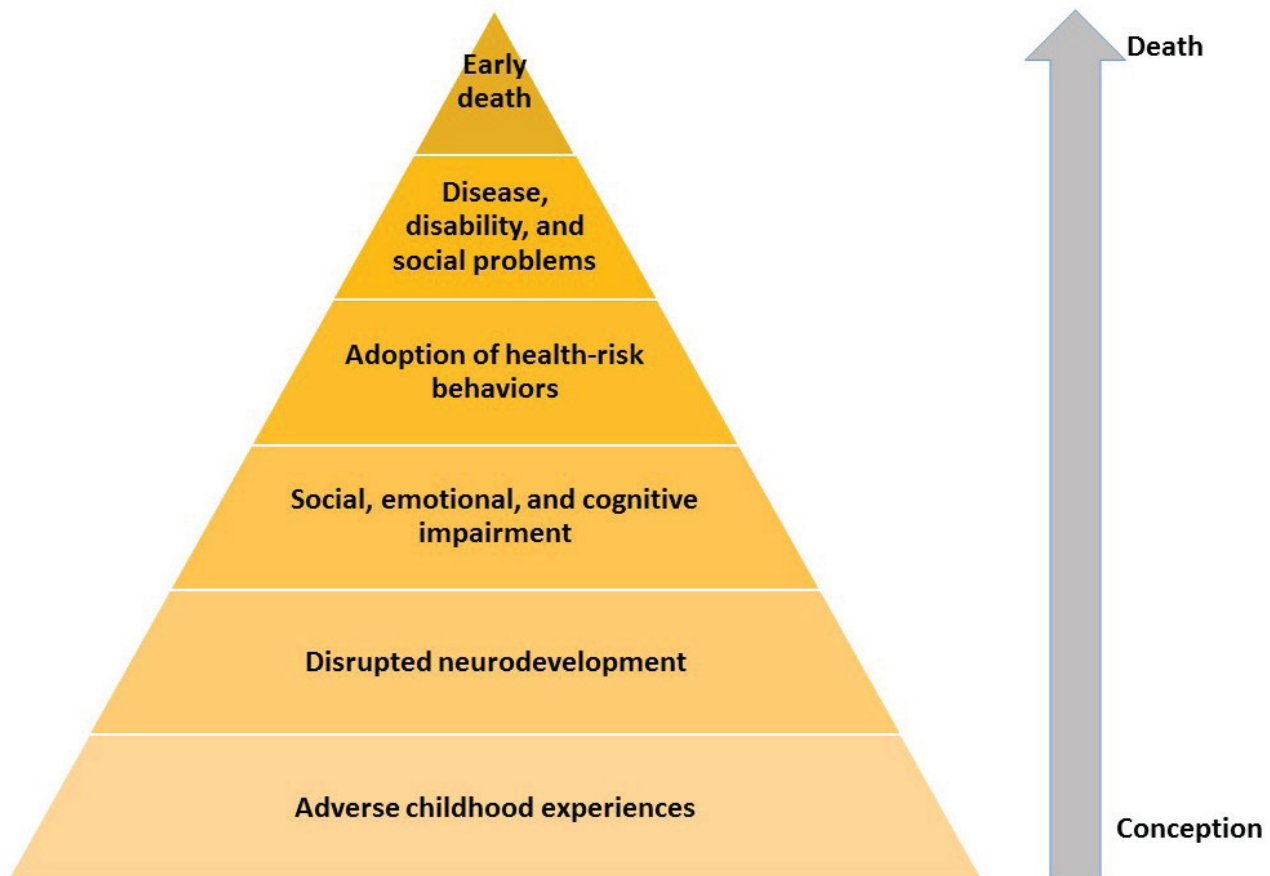 Early
death
Death
Disease,
disability, and
social problems
Adoption of health-risk
behaviors
Social, emotional, and cognitive
impairment
Disrupted neurodevelopment
Adverse childhood experiences
Conception